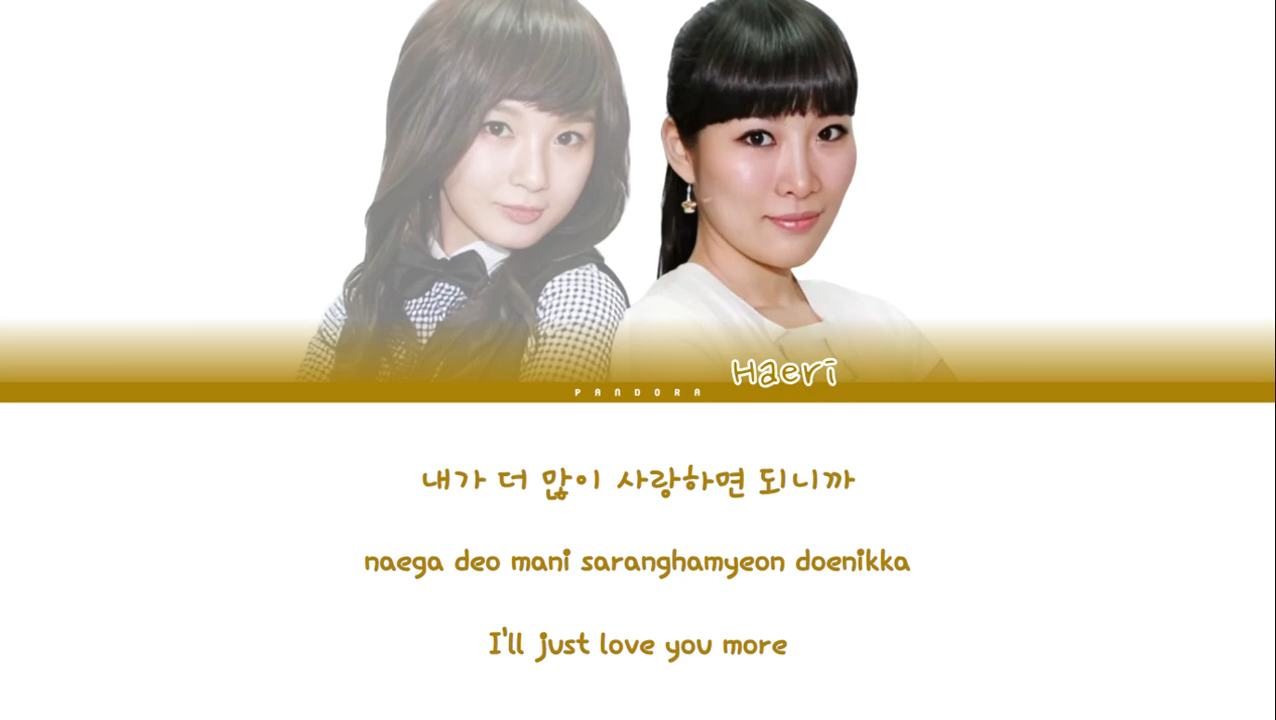 Haeri
PANDORA
내가 더 많이 사랑하면 되니까
naega deo mani saranghamyeon doenikka
I'll just love you more